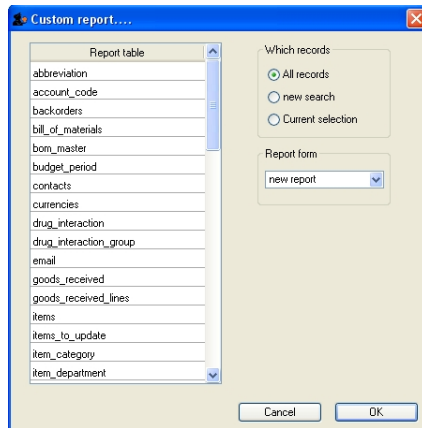 Custom report....
Report table
abbreviation
account_code
backorders
bill_of_materials
bom_master
budget_period
contacts
currencies
drug_interaction
drug_interaction_group
email
goods_received
goods_received_lines
items
items_to_update
item_category
item_department
Which records
All records
new search
Current selection
Report form
new report
Cancel
OK